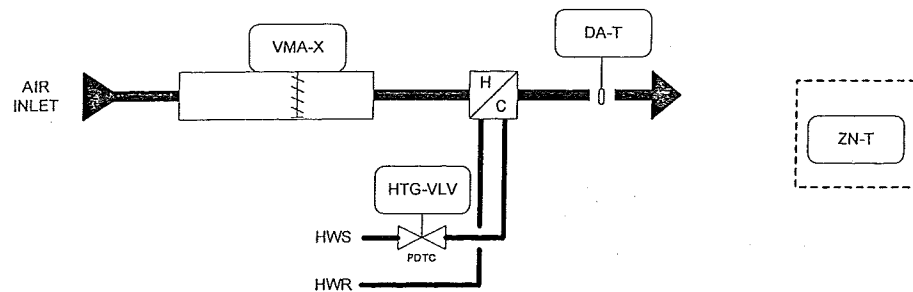 DA-T
VMA-X
AIR
INLET
H
C
ZN-T
HTG-VLV
HWS
PDTC
HWR